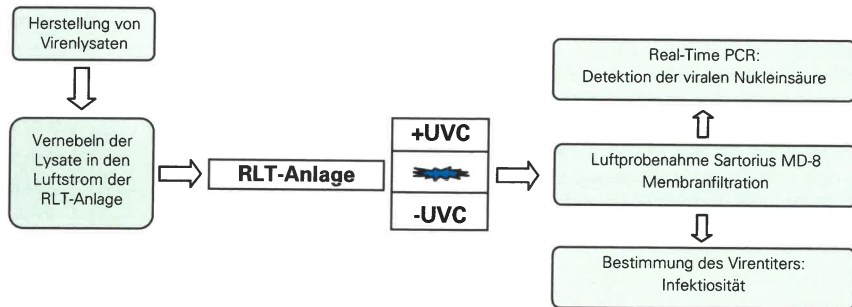 Herstellung von
Virenlysaten
Vernebeln der
Lysate in den
Luftstrom der
RLT-Anlage
RLT-Anlage
+UVC
-UVC
Real-Time PCR:
Detektion der viralen Nukleinsäure
Luftprobenahme Sartorius MD-8
Membranfiltration
Bestimmung des Virentiters:
Infektiosität